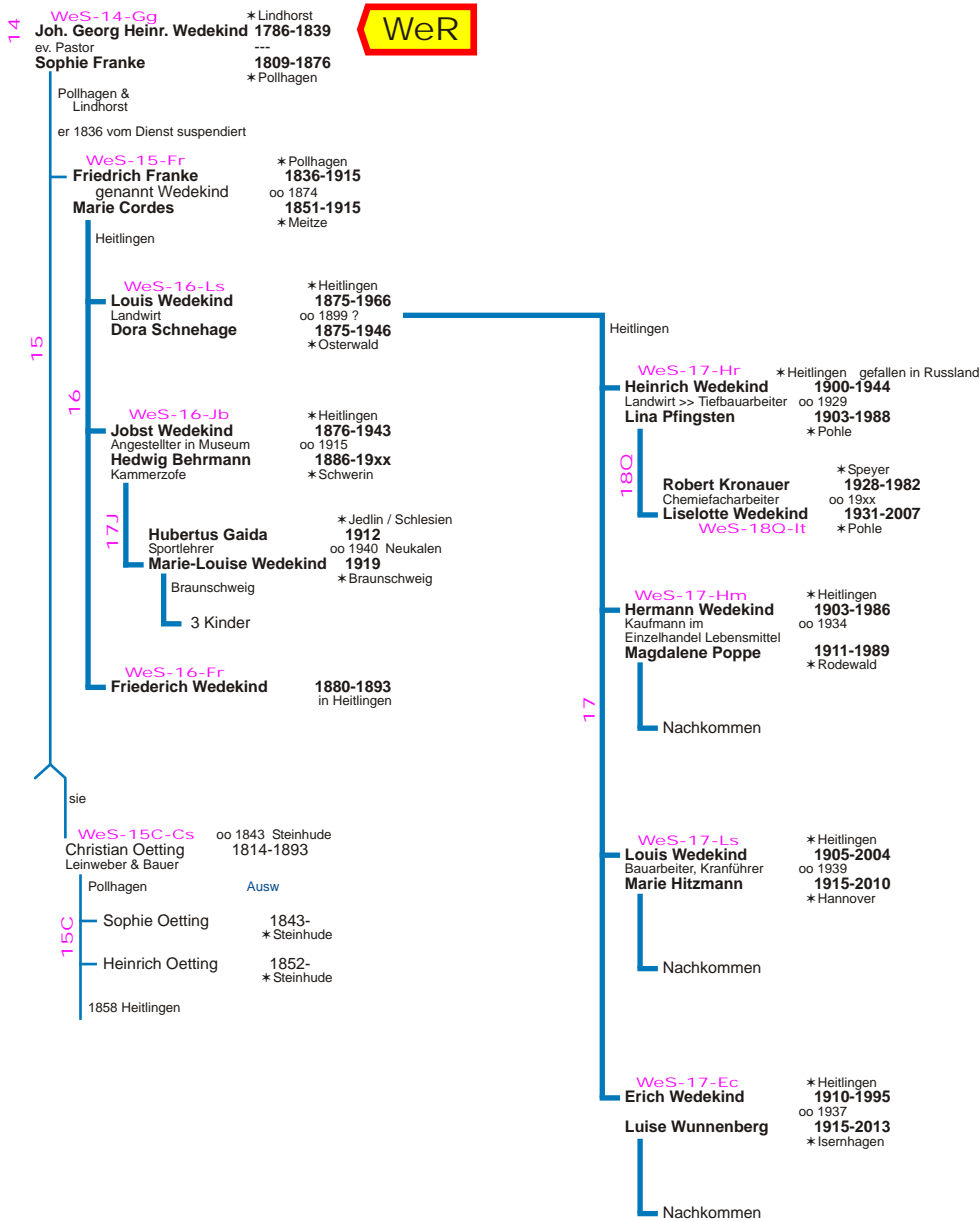 14
WeS-14-Gg
✶Lindhorst
Joh. Georg Heinr. Wedekind 1786-1839
WeR
ev. Pastor
---
Sophie Franke 1809-1876
✶Pollhagen
Pollhagen &
Lindhorst
er 1836 vom Dienst suspendiert
15
WeS-15-Fr
✶Pollhagen
Friedrich Franke 1836-1915
genannt Wedekind oo 1874
Marie Cordes 1851-1915
✶Meitze
Heitlingen
16
WeS-16-Ls
✶Heitlingen
Louis Wedekind 1875-1966
Landwirt oo 1899 ?
Dora Schnehage 1875-1946
✶Osterwald
WeS-16-Jb
✶Heitlingen
Jobst Wedekind 1876-1943
Angestellter in Museum oo 1915
Hedwig Behrmann 1886-19xx
Kammerzofe ✶Schwerin
17J
✶Jedlin / Schlesien
Hubertus Gaida 1912
Sportlehrer oo 1940 Neukalen
Marie-Louise Wedekind 1919
✶Braunschweig
Braunschweig
3 Kinder
WeS-16-Fr
Friederich Wedekind 1880-1893
in Heitlingen
sie
WeS-15C-Cs oo 1843 Steinhude
Christian Oetting 1814-1893
Leinweber & Bauer
Pollhagen Ausw
15C
Sophie Oetting 1843-
✶Steinhude
Heinrich Oetting 1852-
✶Steinhude
1858 Heitlingen
Heitlingen
17
WeS-17-Hr
✶Heitlingen gefallen in Russland
Heinrich Wedekind 1900-1944
Landwirt >> Tiefbauarbeiter oo 1929
Lina Pfingsten 1903-1988
✶Pohle
18Q
✶Speyer
Robert Kronauer 1928-1982
Chemiefacharbeiter oo 19xx
Liselotte Wedekind 1931-2007
WeS-18Q-lt ✶Pohle
WeS-17-Hm
✶Heitlingen
Hermann Wedekind 1903-1986
Kaufmann im oo 1934
Einzelhandel Lebensmittel
Magdalene Poppe 1911-1989
✶Rodewald
Nachkommen
WeS-17-Ls
✶Heitlingen
Louis Wedekind 1905-2004
Bauarbeiter, Kranführer oo 1939
Marie Hitzmann 1915-2010
✶Hannover
Nachkommen
WeS-17-Ec
✶Heitlingen
Erich Wedekind 1910-1995
oo 1937
Luise Wunnenberg 1915-2013
✶Isernhagen
Nachkommen